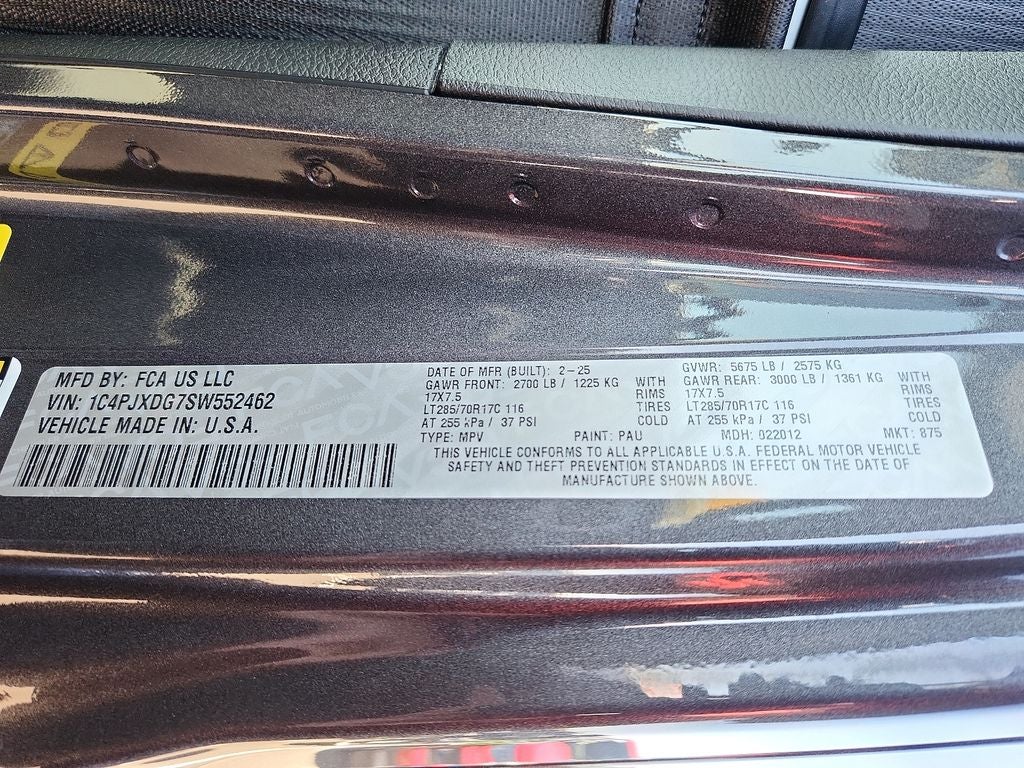 MFD BY: FCA US LLC
VIN: 1C4PJXDG7SW552462
VEHICLE MADE IN: U.S.A.
DATE OF MFR (BUILT): 2-25 GVWR: 5675 LB / 2575 KG
GAWR FRONT: 2700 LB / 1225 KG WITH GAWR REAR: 3000 LB / 1361 KG WITH
17X7.5 RIMS 17X7.5 RIMS
LT285/70R17C 116 TIRES LT285/70R17C 116 TIRES
AT 255 kPa / 37 PSI COLD AT 255 kPa / 37 PSI COLD
TYPE: MPV PAINT: PAU MDH: 022012 MKT: 875
THIS VEHICLE CONFORMS TO ALL APPLICABLE U.S.A. FEDERAL MOTOR VEHICLE
SAFETY AND THEFT PREVENTION STANDARDS IN EFFECT ON THE DATE OF
MANUFACTURE SHOWN ABOVE.